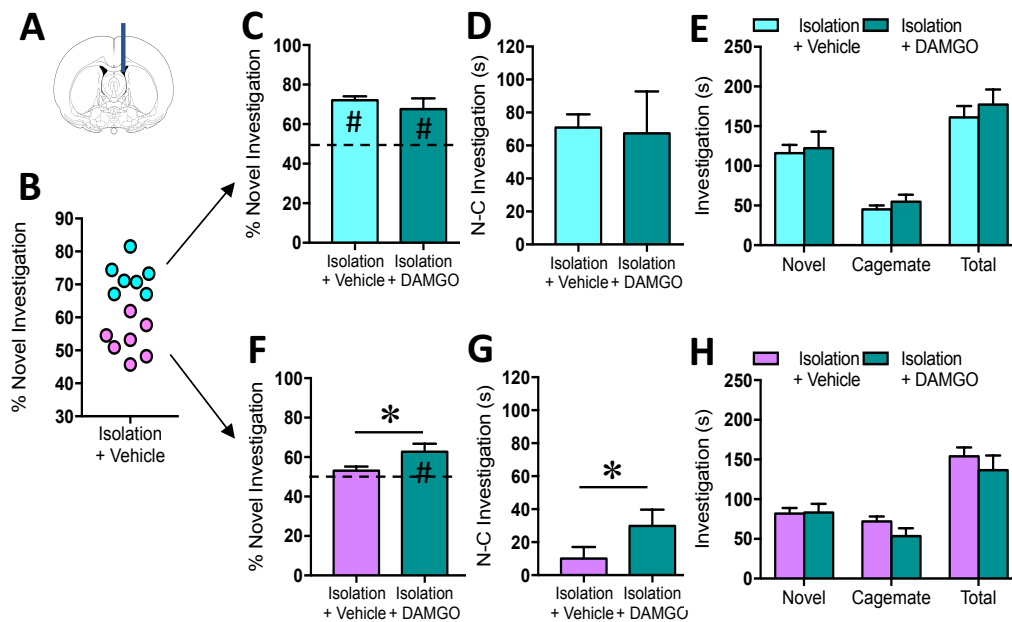 A
B
% Novel Investigation
90
80
70
60
50
40
30
Isolation
+ Vehicle
C
% Novel Investigation
100
80
60
40
20
0
#
#
Isolation Isolation
+ Vehicle + DAMGO
D
N-C Investigation (s)
120
100
80
60
40
20
0
Isolation Isolation
+ Vehicle + DAMGO
E
Isolation
+ Vehicle
Isolation
+ DAMGO
Investigation (s)
250
200
150
100
50
0
Novel Cagemate Total
F
% Novel Investigation
100
80
60
40
20
0
*
#
Isolation Isolation
+ Vehicle + DAMGO
G
N-C Investigation (s)
120
100
80
60
40
20
0
*
Isolation Isolation
+ Vehicle + DAMGO
H
Isolation
+ Vehicle
Isolation
+ DAMGO
Investigation (s)
250
200
150
100
50
0
Novel Cagemate Total